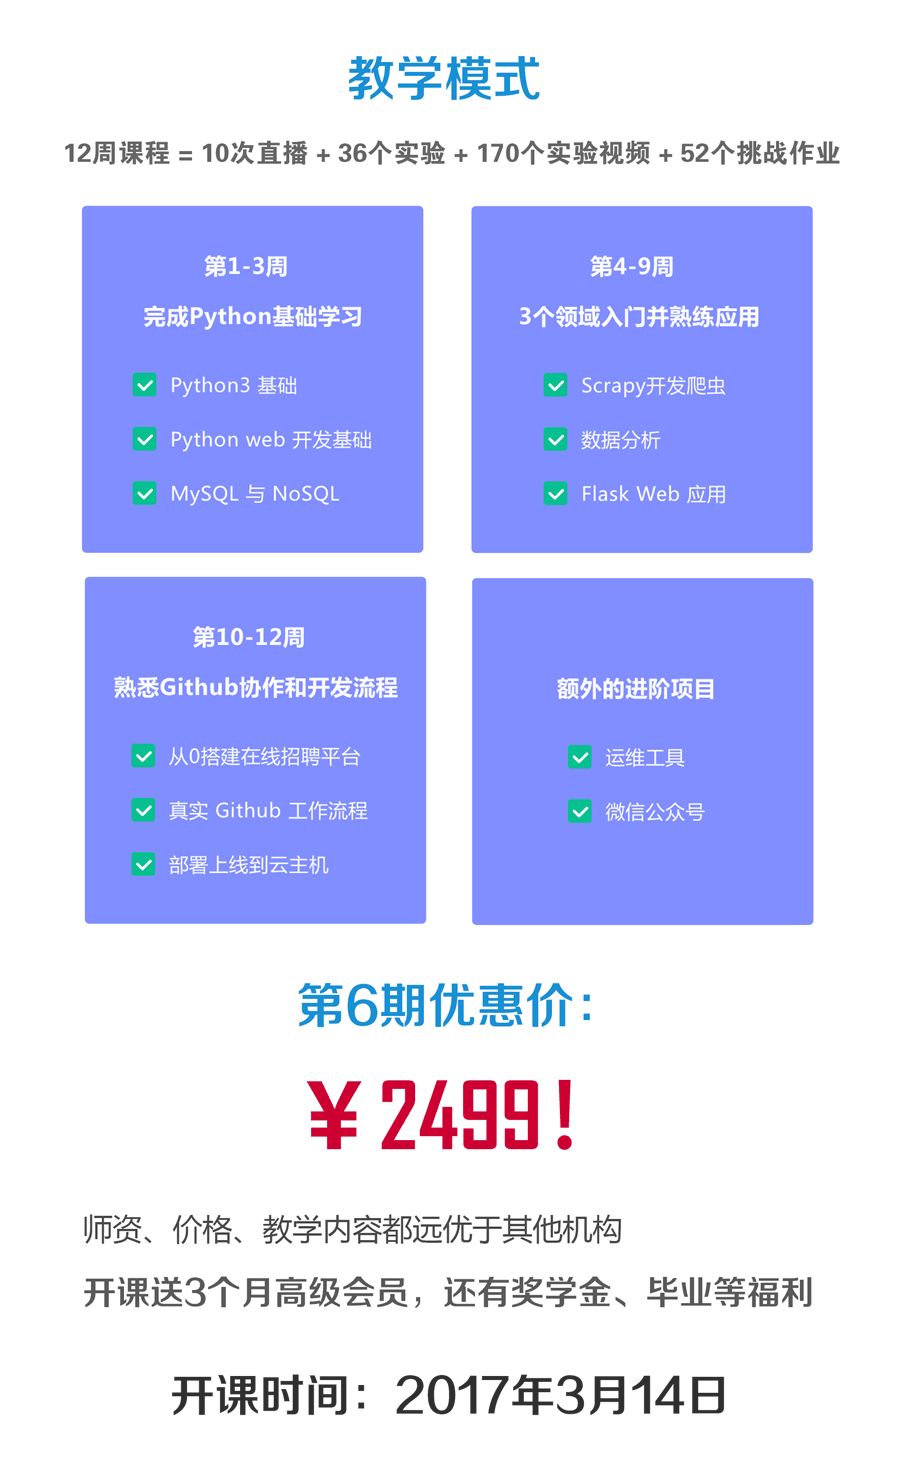 教学模式
12周课程 = 10次直播 + 36个实验 + 170个实验视频 + 52个挑战作业
第1-3周
完成Python基础学习
Python3 基础
Python web 开发基础
MySQL 与 NoSQL
第4-9周
3个领域入门并熟练应用
Scrapy开发爬虫
数据分析
Flask Web 应用
第10-12周
熟悉Github协作和开发流程
从0搭建在线招聘平台
真实 Github 工作流程
部署上线到云主机
额外的进阶项目
运维工具
微信公众号
第6期优惠价：
￥2499！
师资、价格、教学内容都远优于其他机构
开课送3个月高级会员，还有奖学金、毕业等福利
开课时间：2017年3月14日